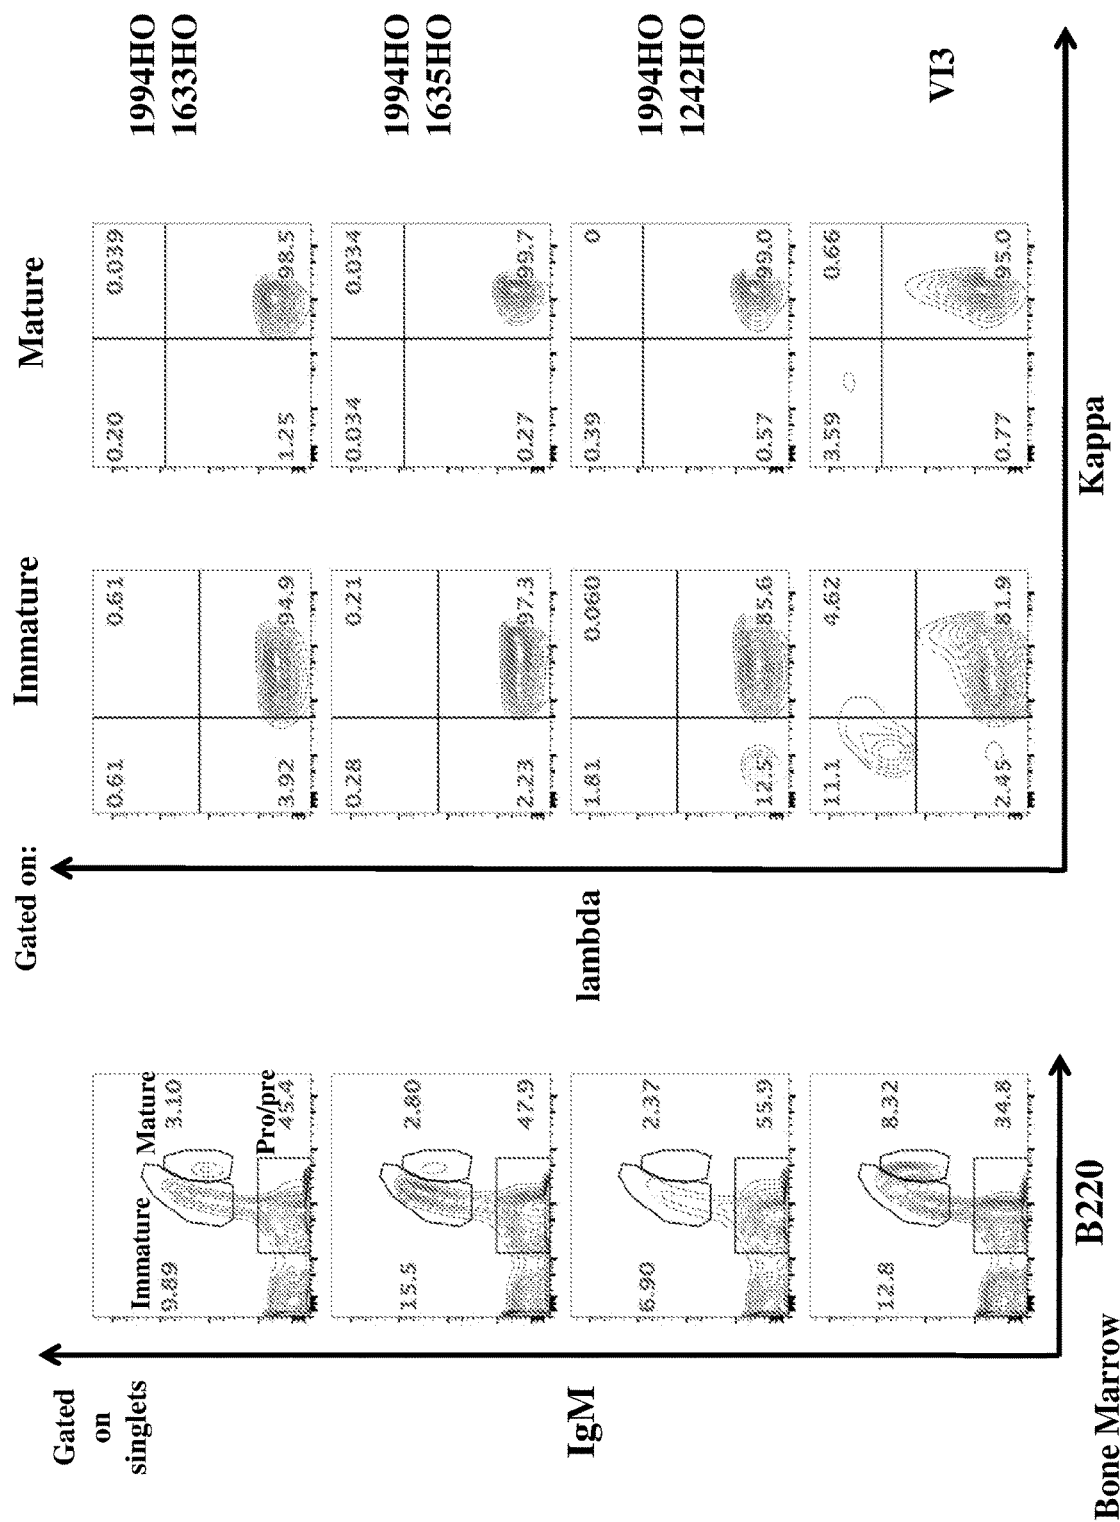 Bone Marrow
Gated
on
singlets
IgM
B220
Immature
Mature
9.89
3.10
Pro/pre
45.4
15.5
2.80
47.9
6.90
2.37
55.9
12.8
8.32
34.8
Gated on:
Immature
Mature
lambda
Kappa
0.61
0.61
3.92
94.9
0.20
0.039
1.25
98.5
1994HO
1633HO
0.28
0.21
2.23
97.3
0.034
0.034
0.27
99.7
1994HO
1635HO
1.81
0.060
12.5
85.6
0.39
0
0.57
99.0
1994HO
1242HO
11.1
4.62
2.45
81.9
3.59
0.66
0.77
95.0
VI3